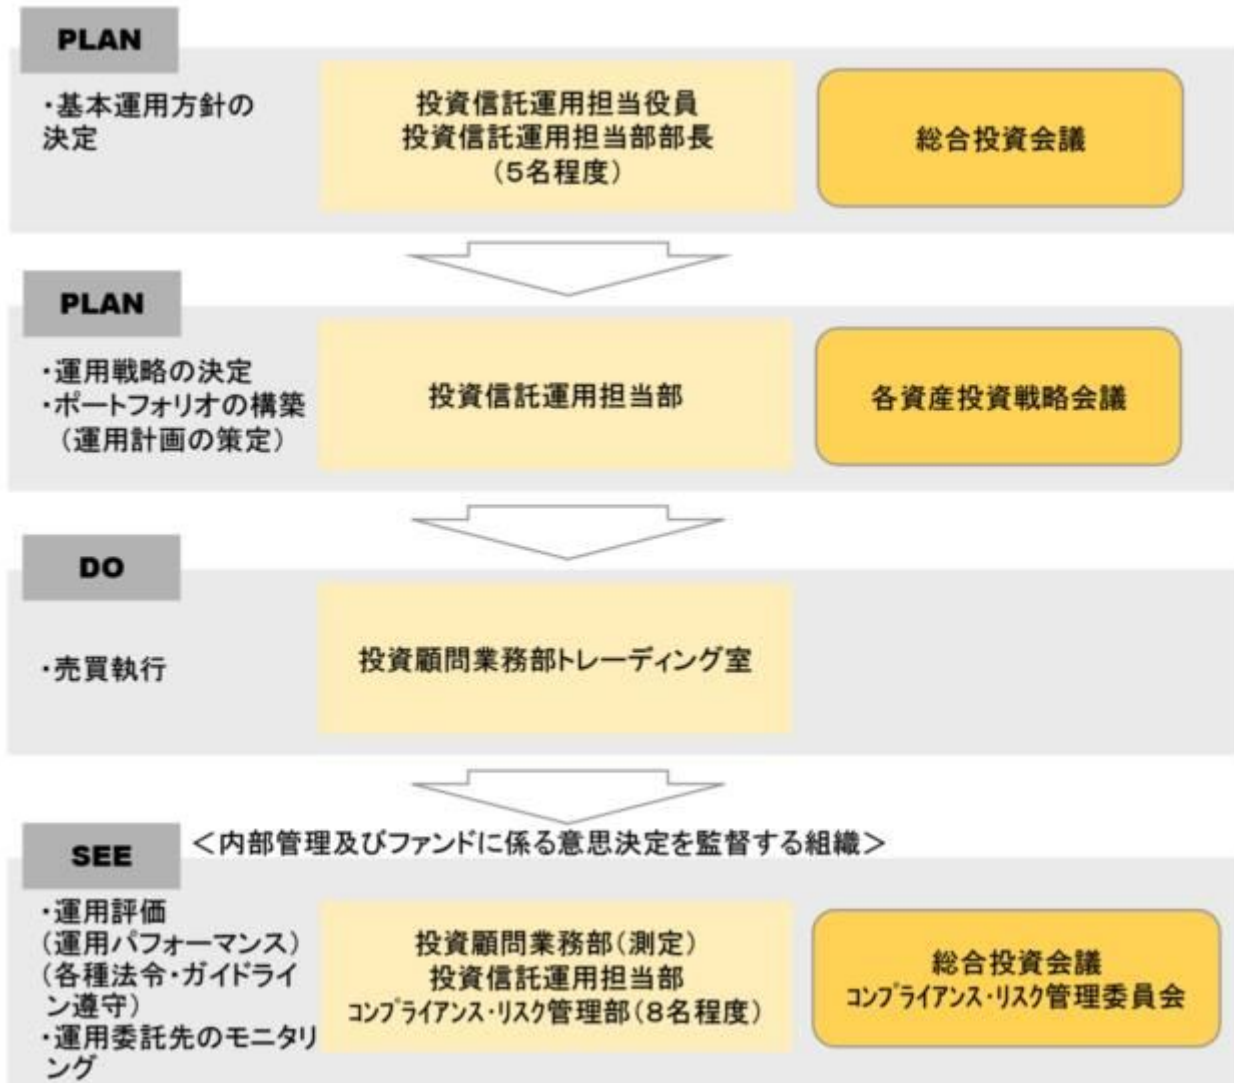 PLAN
・基本運用方針の
決定
投資信託運用担当役員
投資信託運用担当部部長
(5名程度)
総合投資会議
PLAN
・運用戦略の決定
・ポートフォリオの構築
(運用計画の策定)
投資信託運用担当部
各資産投資戦略会議
DO
・売買執行
投資顧問業務部トレーディング室
SEE
＜内部管理及びファンドに係る意思決定を監督する組織＞
・運用評価
(運用パフォーマンス)
(各種法令・ガイドライ
ン遵守)
・運用委託先のモニタリ
ング
投資顧問業務部(測定)
投資信託運用担当部
ｺﾝﾌﾟﾗｲｱﾝｽ・ﾘｽｸ管理部(8名程度)
総合投資会議
ｺﾝﾌﾟﾗｲｱﾝｽ・ﾘｽｸ管理委員会